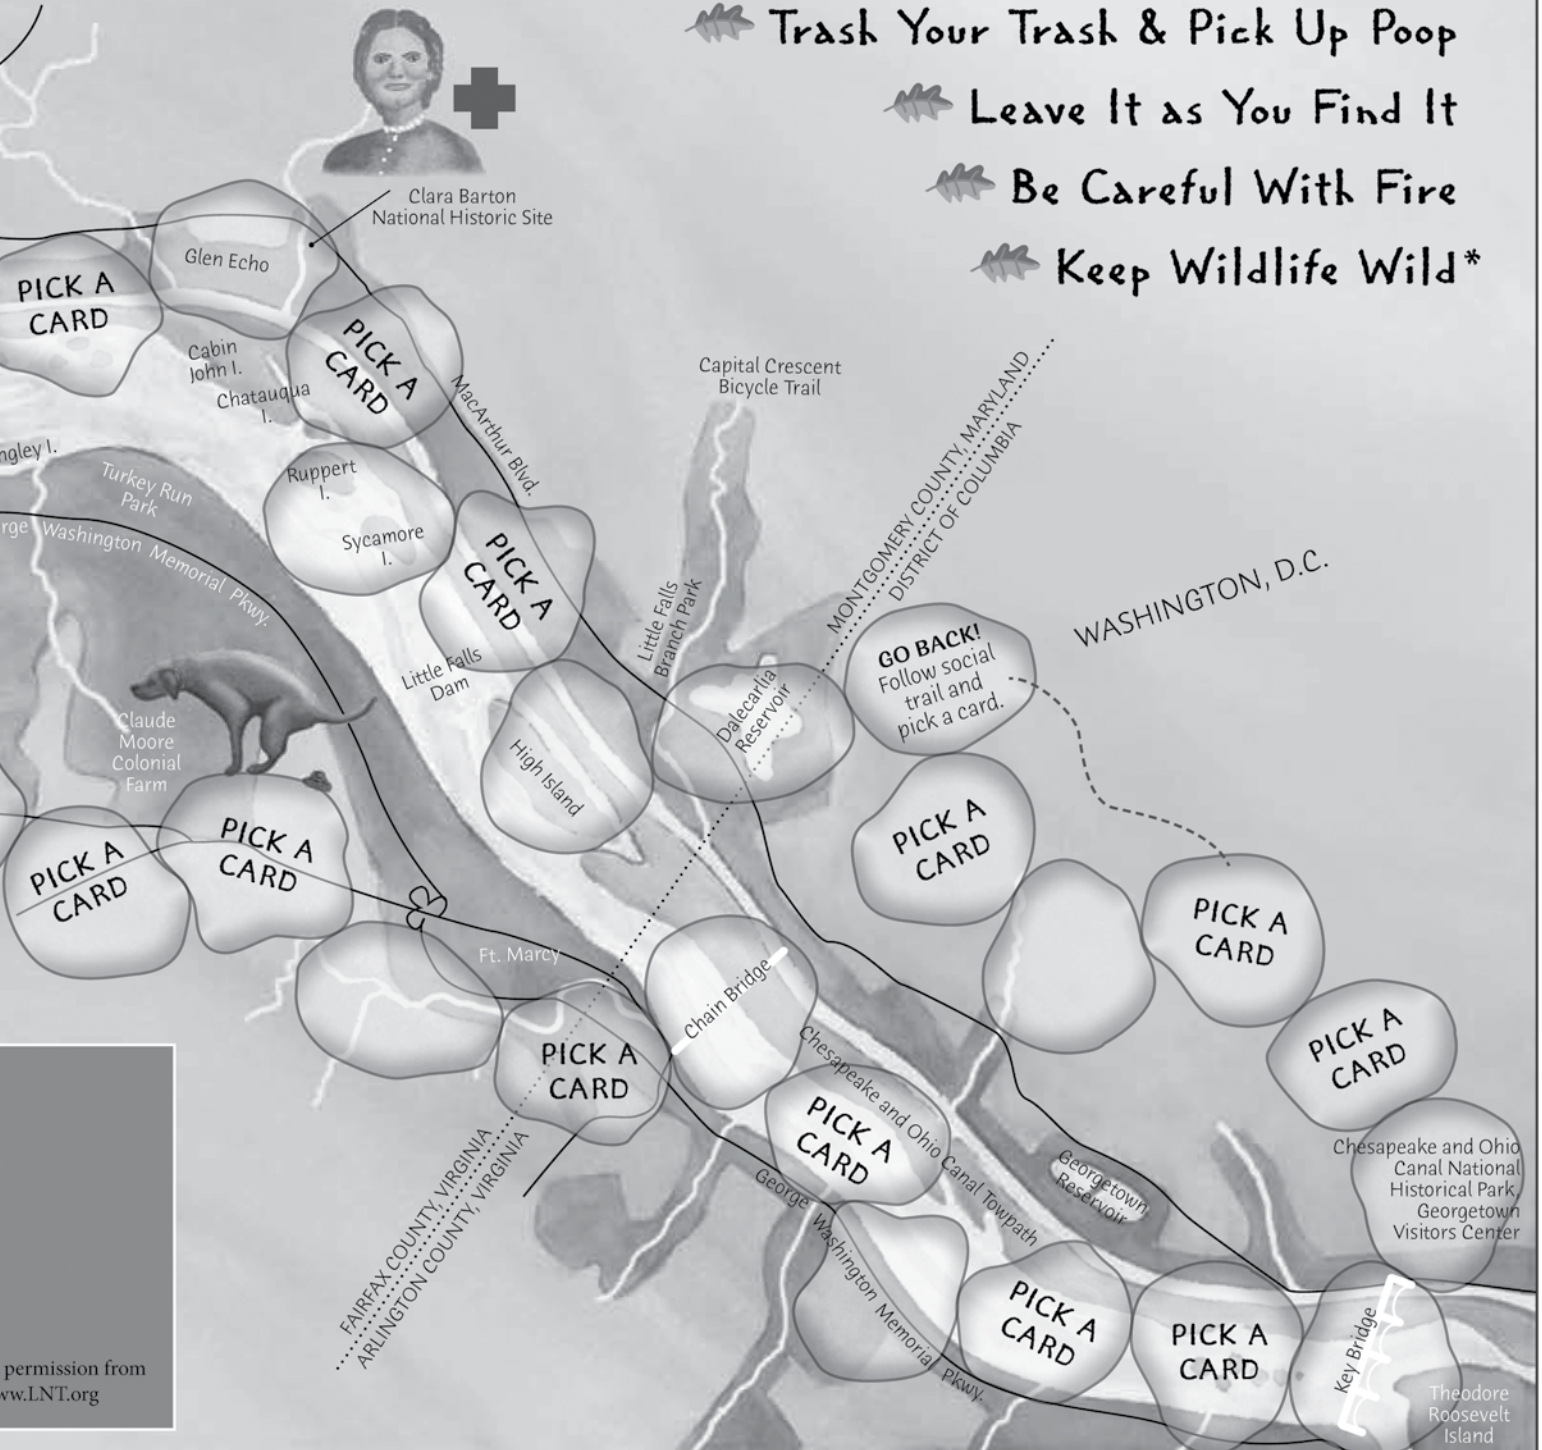 Trash Your Trash & Pick Up Poop
Leave It as You Find It
Be Careful With Fire
Keep Wildlife Wild*
Clara Barton
National Historic Site
Glen Echo
PICK A
CARD
PICK A
CARD
Cabin
John I.
Chatauqua
I.
MacArthur Blvd.
Capital Crescent
Bicycle Trail
MONTGOMERY COUNTY, MARYLAND
DISTRICT OF COLUMBIA
WASHINGTON, D.C.
ngley I.
Turkey Run
Park
rge Washington Memorial Pkwy.
Ruppert
I.
Sycamore
I.
PICK A
CARD
Little Falls
Branch Park
Little Falls
Dam
GO BACK!
Follow social
trail and
pick a card.
Dalecarlia
Reservoir
High Island
Claude
Moore
Colonial
Farm
PICK A
CARD
PICK A
CARD
PICK A
CARD
PICK A
CARD
PICK A
CARD
Ft. Marcy
Chain Bridge
PICK A
CARD
Chesapeake and Ohio Canal Towpath
PICK A
CARD
FAIRFAX COUNTY, VIRGINIA
ARLINGTON COUNTY, VIRGINIA
George Washington Memorial Pkwy.
Georgetown
Reservoir
Chesapeake and Ohio
Canal National
Historical Park,
Georgetown
Visitors Center
PICK A
CARD
PICK A
CARD
Key Bridge
Theodore
Roosevelt
Island
permission from
ww.LNT.org